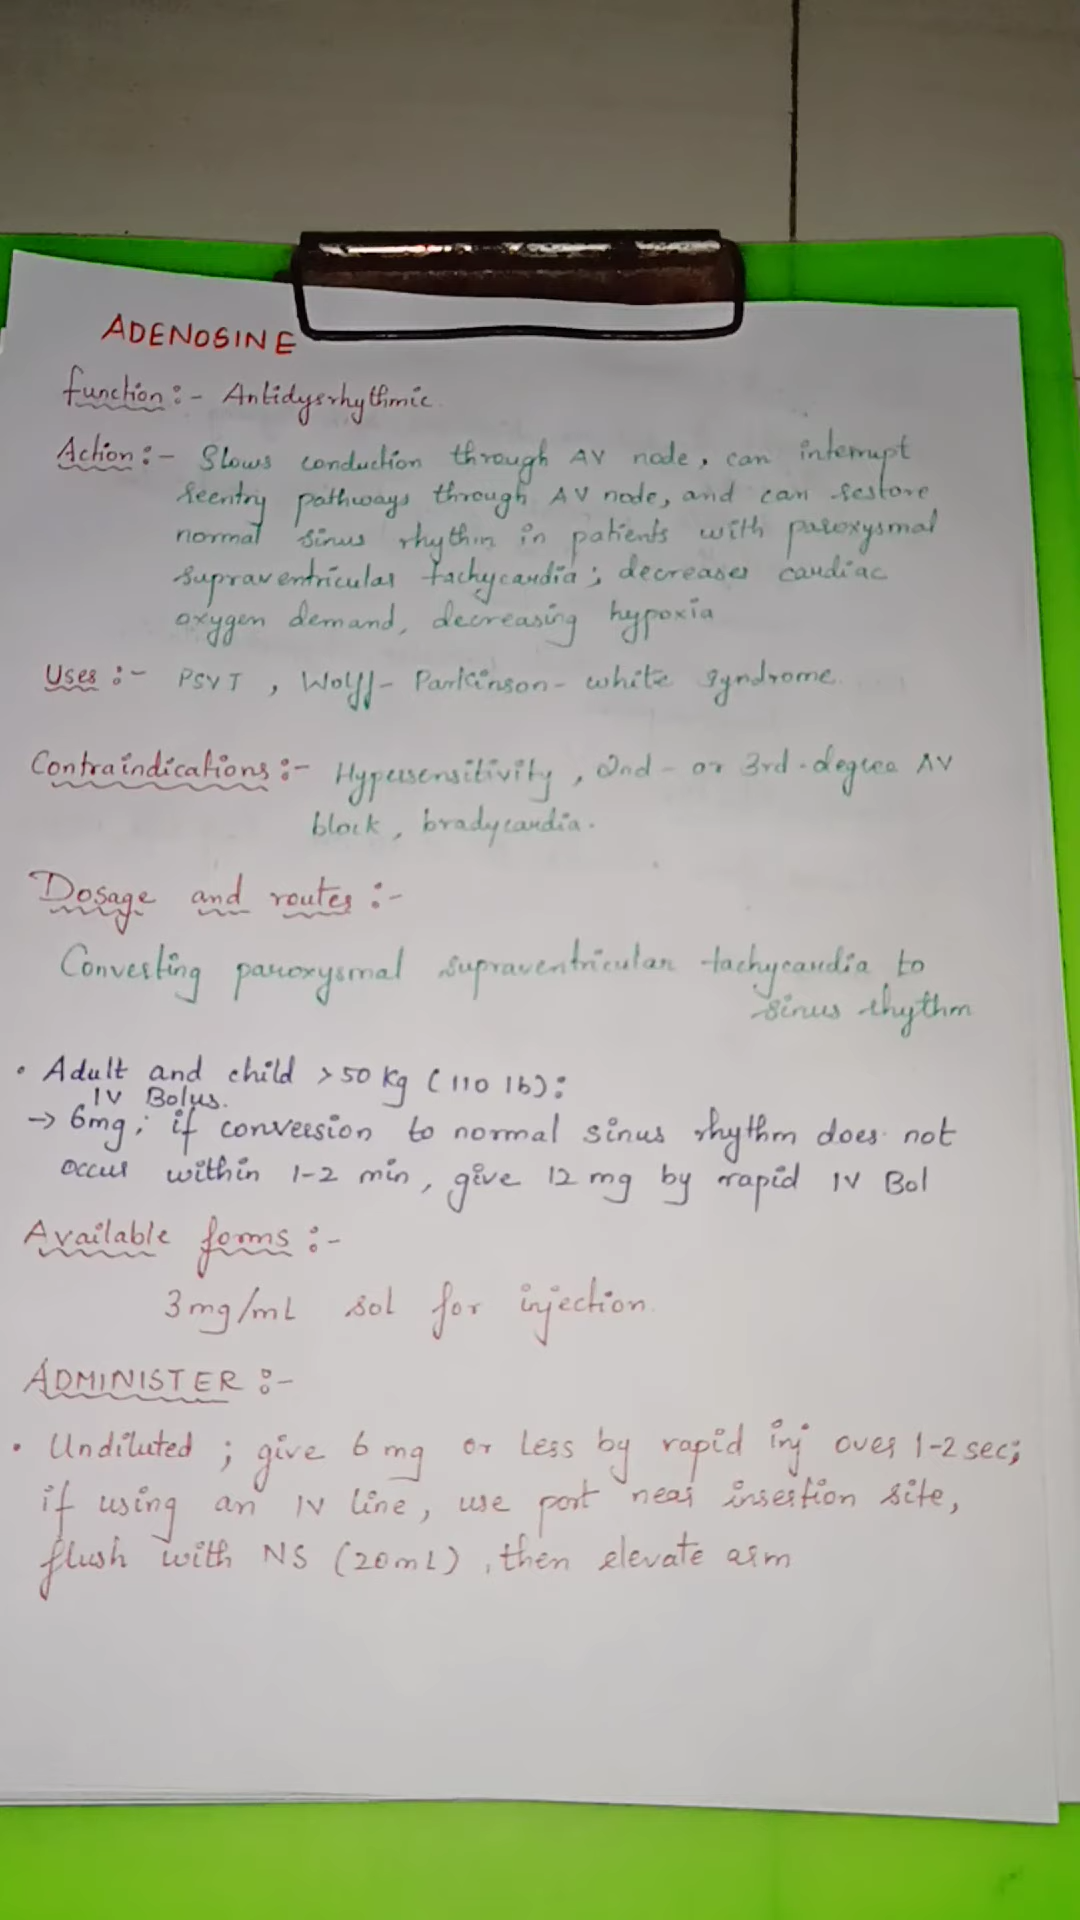 ADENOSINE
function :- Antidysrhythmic
Action :- Slows conduction through AV node, can interrupt
reentry pathways through AV node, and can restore
normal sinus rhythm in patients with paroxysmal
supraventricular tachycardia ; decreases cardiac
oxygen demand, decreasing hypoxia
Uses :- PSVT , Wolff- Parkinson- white syndrome
Contraindications :- Hypersensitivity , 2nd - or 3rd-degree AV
block , bradycardia.
Dosage and routes :-
Converting paroxysmal supraventricular tachycardia to
sinus rhythm
• Adult and child > 50 kg (110 lb):
IV Bolus.
→ 6mg ; if conversion to normal sinus rhythm does not
occur within 1-2 min, give 12 mg by rapid IV Bol
Available forms :-
3 mg/mL sol for injection
ADMINISTER :-
• Undiluted ; give 6 mg or less by rapid inj over 1-2 sec;
if using an IV line, use port near insertion site,
flush with NS (20mL) , then elevate arm